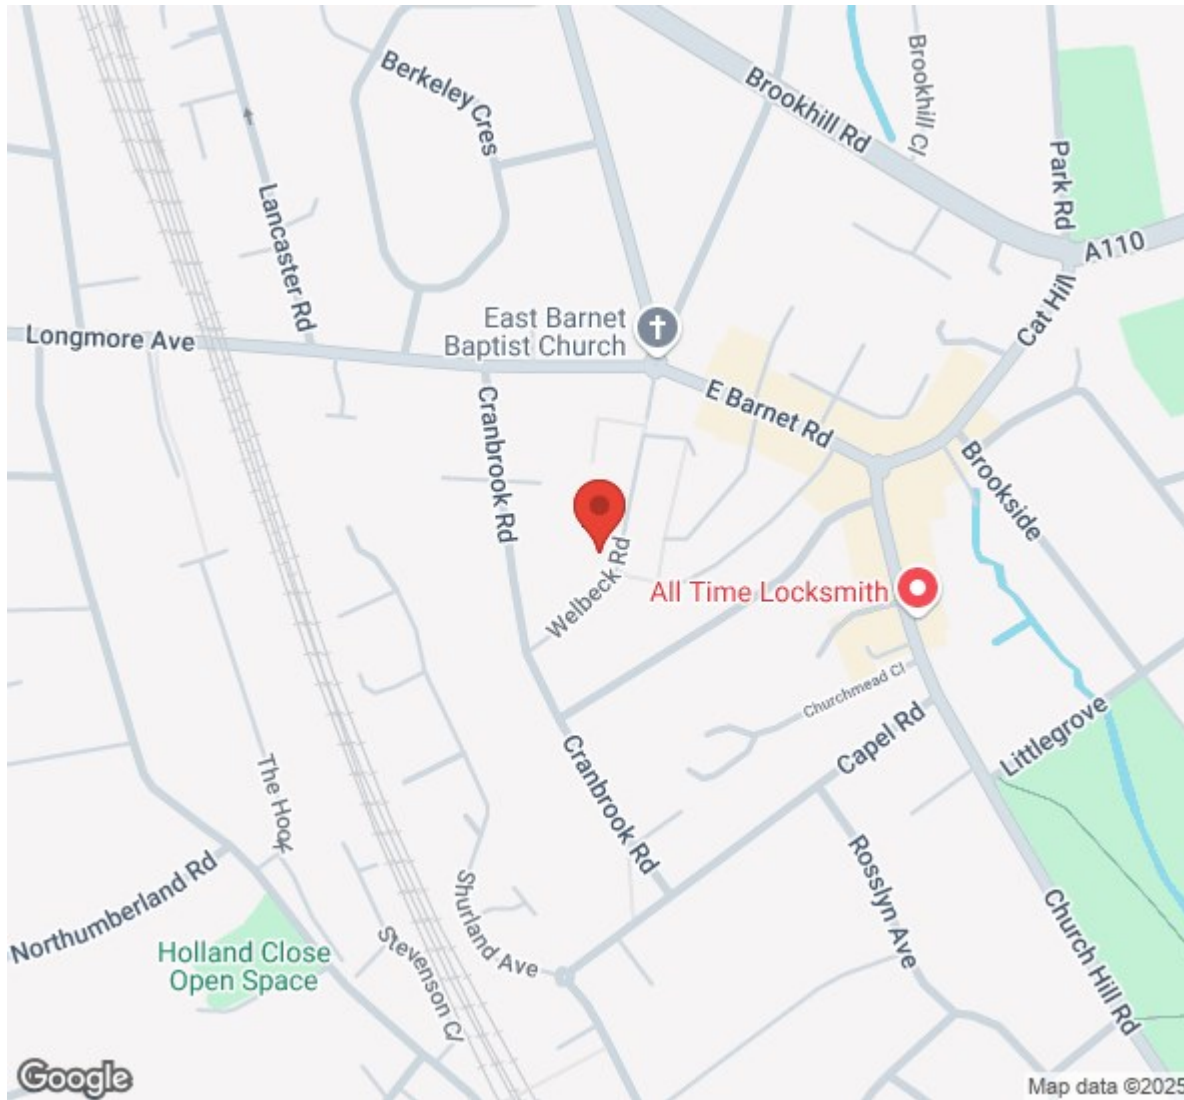 Berkeley Cres
Brookhill Rd
Brookhill Cl
Park Rd
A110
Lancaster Rd
Cat Hill
Longmore Ave
East Barnet
Baptist Church
E Barnet Rd
Cranbrook Rd
Brookside
Welbeck Rd
All Time Locksmith
Churchmead Cl
Capel Rd
Littlegrove
The Hook
Cranbrook Rd
Northumberland Rd
Shurland Ave
Rosslyn Ave
Church Hill Rd
Holland Close
Open Space
Stevenson Cl
Google
Map data ©2025